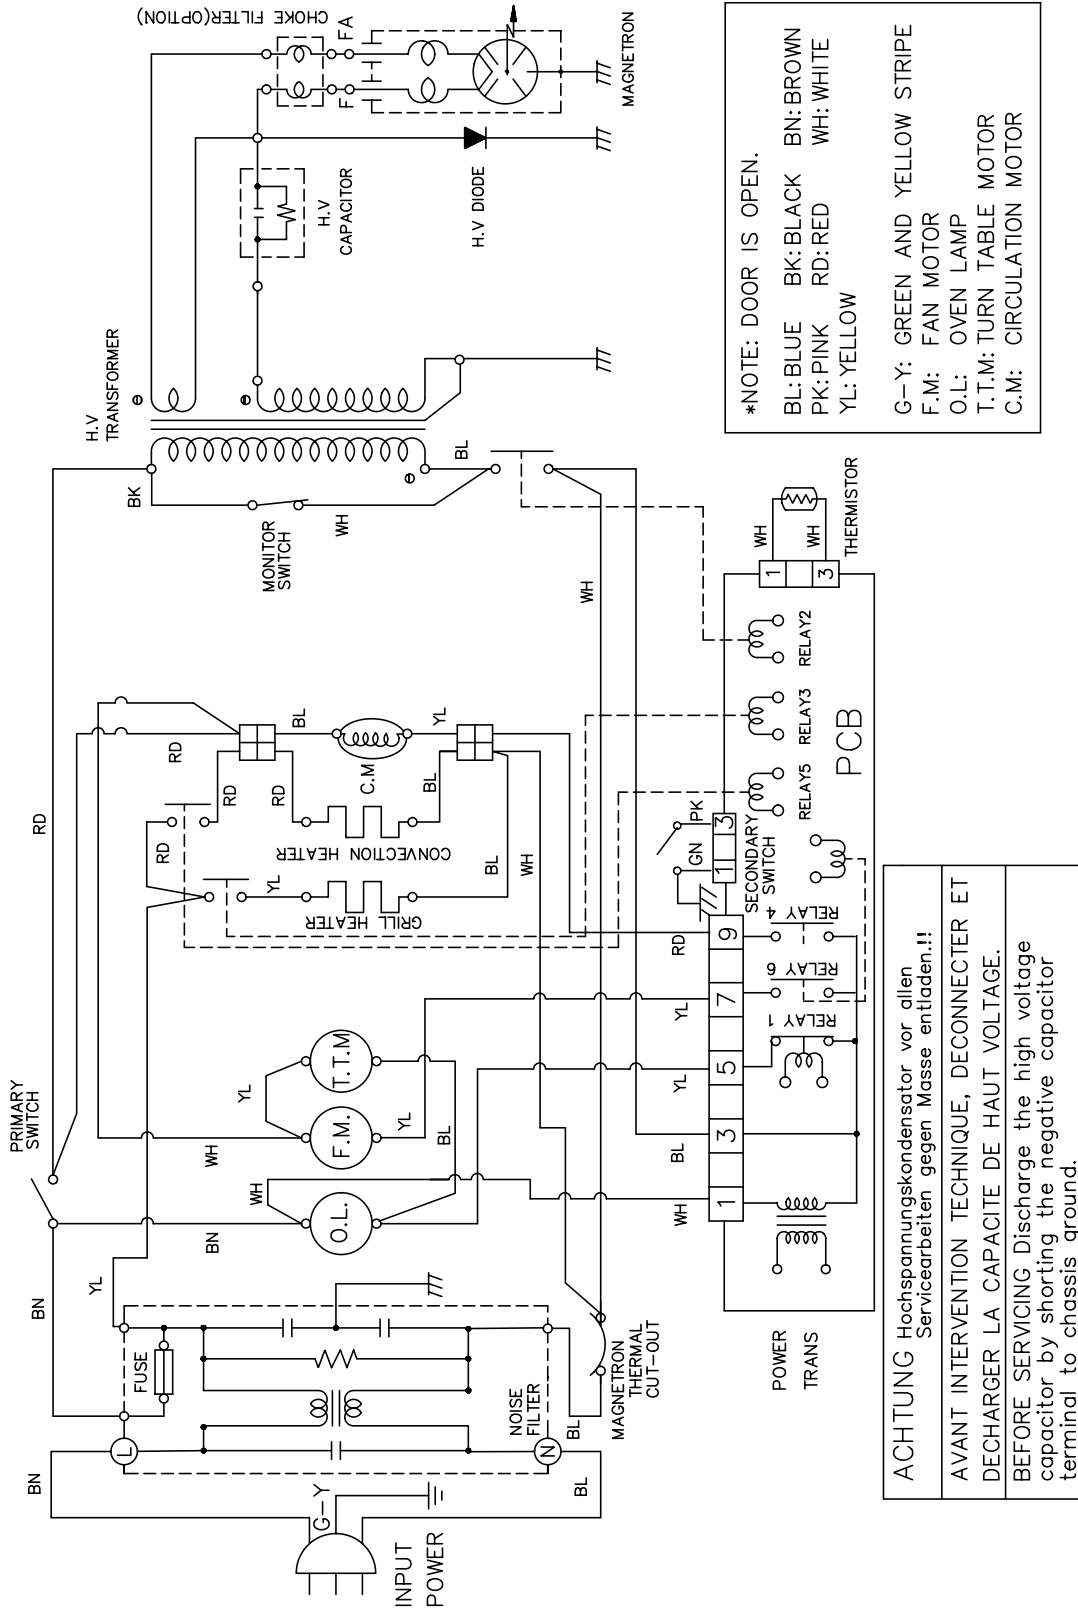 CHOKE FILTER(OPTION)
FA
F
MAGNETRON
H.V
CAPACITOR
H.V DIODE
H.V
TRANSFORMER
BK
BL
MONITOR
SWITCH
WH
WH
RD
RD
BL
C.M
YL
RD
RD
BL
CONVECTION HEATER
RD
YL
GRILL HEATER
BL
WH
PRIMARY
SWITCH
YL
T.T.M
F.M.
YL
WH
BL
WH
O.L.
BN
BN
YL
FUSE
NOISE
FILTER
MAGNETRON
THERMAL
CUT-OUT
BL
L
N
BN
BL
G-Y
INPUT
POWER
WH
WH
1
3
THERMISTOR
RELAY2
RELAY3
RELAY5
PCB
PK
GN
3
1
SECONDARY
SWITCH
RELAY 4
RELAY 6
RELAY 1
RD
YL
YL
BL
WH
9
7
5
3
1
POWER
TRANS
*NOTE: DOOR IS OPEN.
BL:BLUE BK:BLACK BN:BROWN
PK:PINK RD:RED WH:WHITE
YL:YELLOW
G-Y: GREEN AND YELLOW STRIPE
F.M: FAN MOTOR
O.L: OVEN LAMP
T.T.M:TURN TABLE MOTOR
C.M: CIRCULATION MOTOR
ACHTUNG Hochspannungskondensator vor allen
Servicearbeiten gegen Masse entladen.!!
AVANT INTERVENTION TECHNIQUE, DECONNECTER ET
DECHARGER LA CAPACITE DE HAUT VOLTAGE.
BEFORE SERVICING Discharge the high voltage
capacitor by shorting the negative capacitor
terminal to chassis ground.